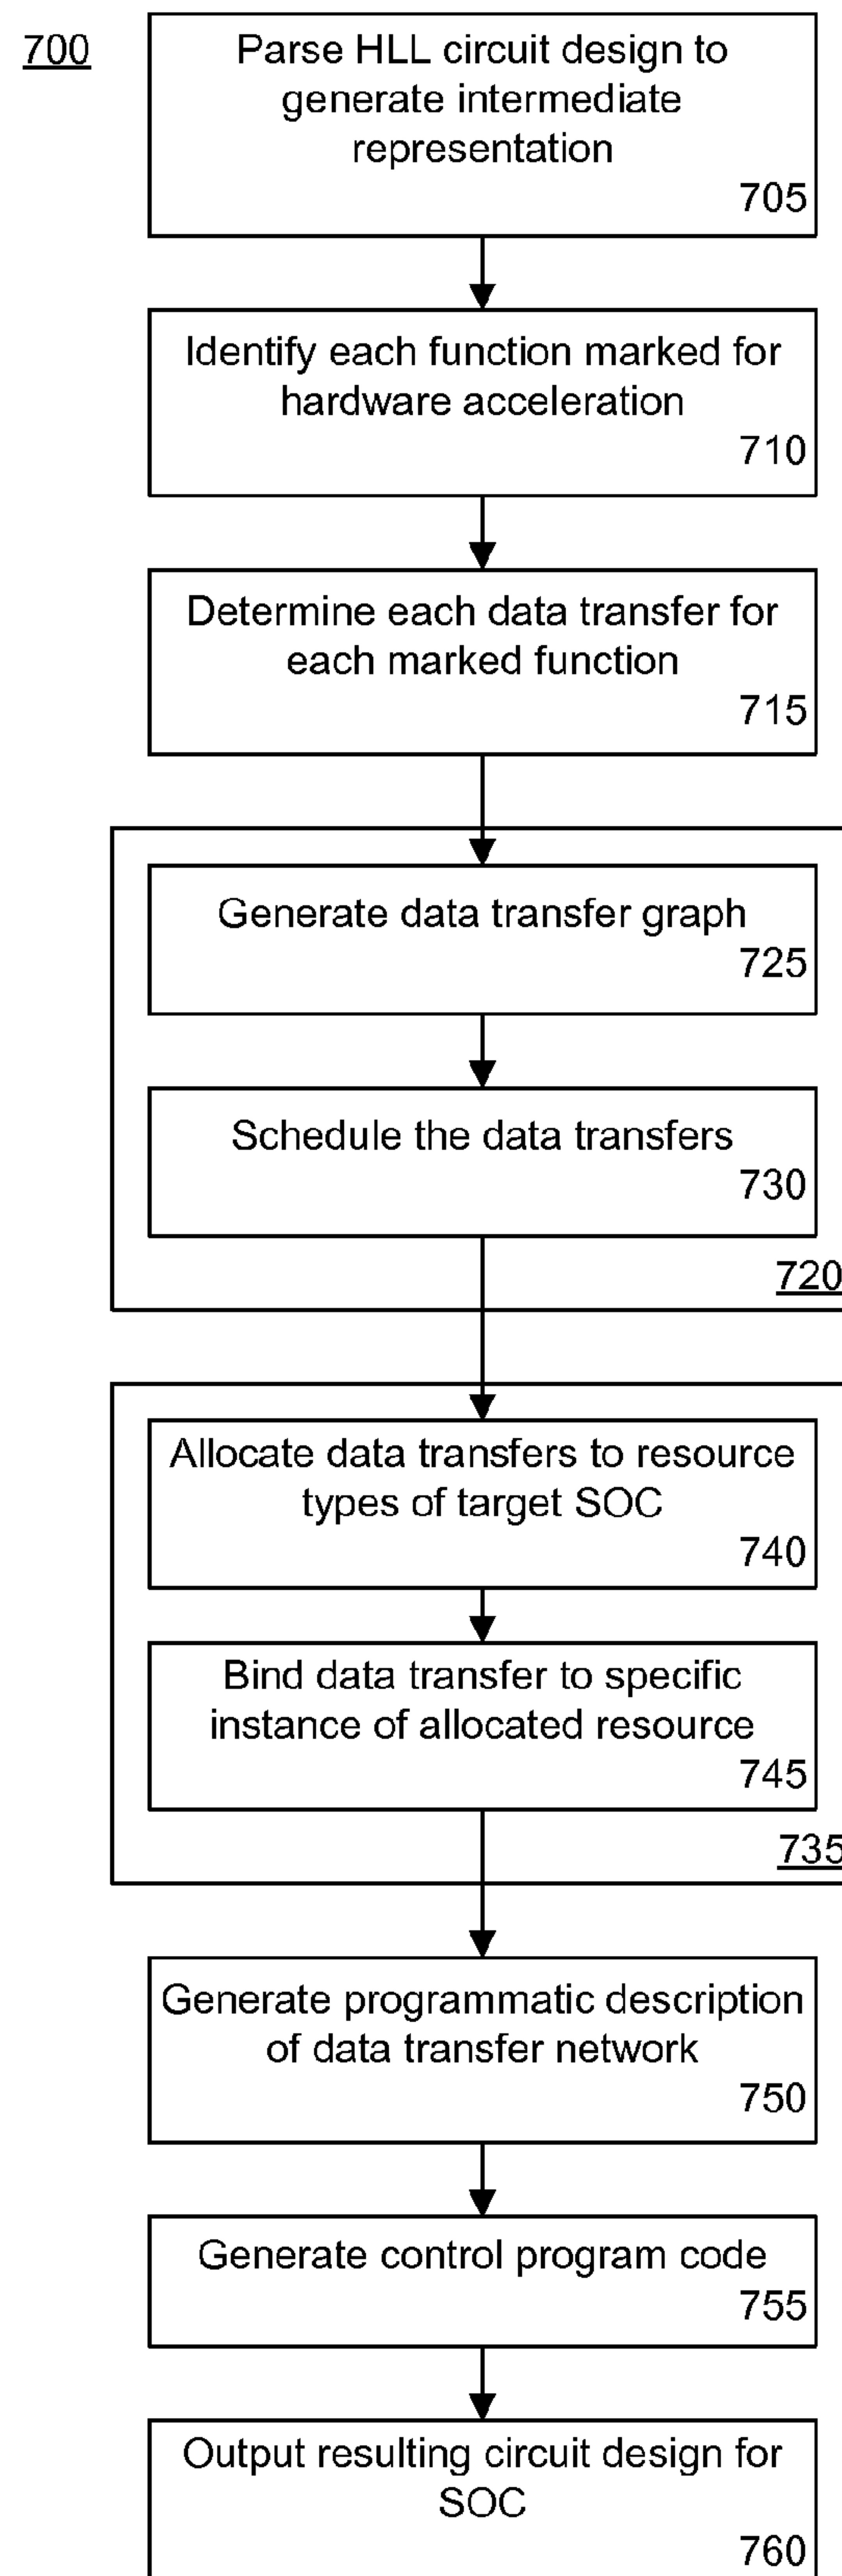 700
Parse HLL circuit design to
generate intermediate
representation
705
Identify each function marked for
hardware acceleration
710
Determine each data transfer for
each marked function
715
Generate data transfer graph
725
Schedule the data transfers
730
720
Allocate data transfers to resource
types of target SOC
740
Bind data transfer to specific
instance of allocated resource
745
735
Generate programmatic description
of data transfer network
750
Generate control program code
755
Output resulting circuit design for
SOC
760